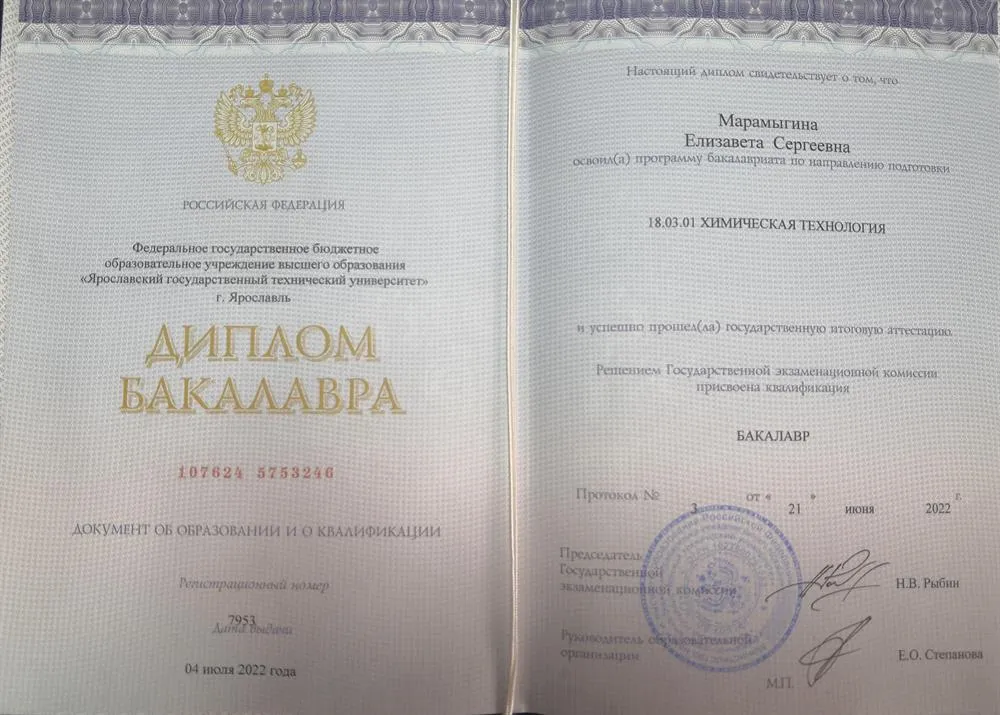 РОССИЙСКАЯ ФЕДЕРАЦИЯ
Федеральное государственное бюджетное
образовательное учреждение высшего образования
«Ярославский государственный технический университет»
г. Ярославль
ДИПЛОМ
БАКАЛАВРА
107624 5753246
ДОКУМЕНТ ОБ ОБРАЗОВАНИИ И О КВАЛИФИКАЦИИ
Регистрационный номер
7953
Дата выдачи
04 июля 2022 года
Настоящий диплом свидетельствует о том, что
Марамыгина
Елизавета Сергеевна
освоил(а) программу бакалавриата по направлению подготовки
18.03.01 ХИМИЧЕСКАЯ ТЕХНОЛОГИЯ
и успешно прошел(ла) государственную итоговую аттестацию.
Решением Государственной экзаменационной комиссии
присвоена квалификация
БАКАЛАВР
Протокол № 3 от « 21 » июня 2022 г.
Председатель
Государственной
экзаменационной комиссии
Н.В. Рыбин
Руководитель образовательной
организации
Е.О. Степанова
М.П.